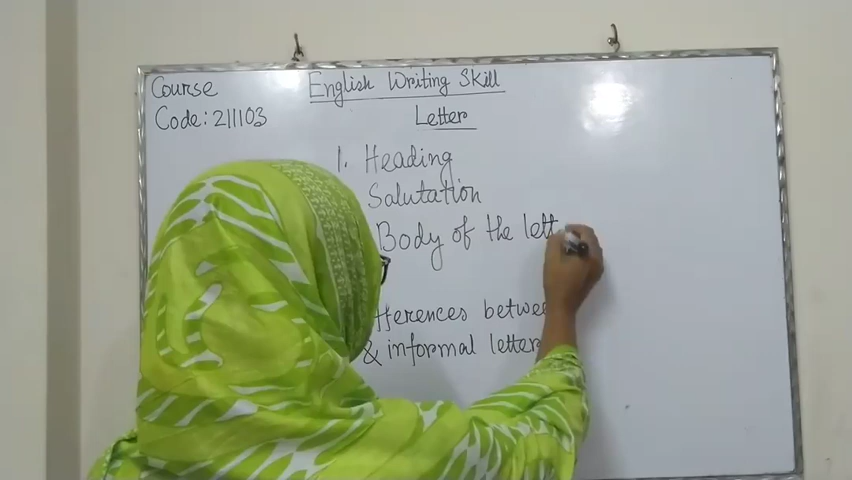 Course
English Writing Skill
Code: 211103
Letter
1. Heading
Salutation
Body of the lett
fferences betwee
& informal letter